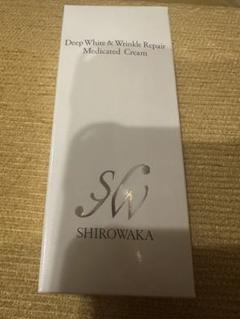 Deep White & Wrinkle Repair
Medicated Cream
SW
SHIROWAKA